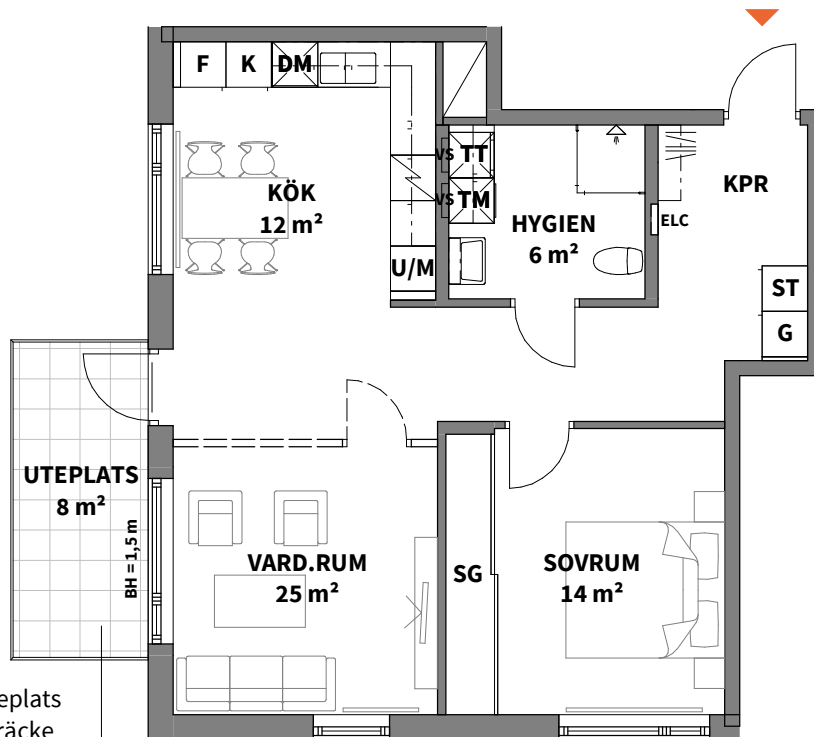 F K DM
VS TT
VS TM
KÖK
12 m²
KPR
HYGIEN
6 m²
ELC
U/M
ST
G
UTEPLATS
8 m²
BH = 1,5 m
VARD.RUM
25 m²
SG
SOVRUM
14 m²
eplats
räcke